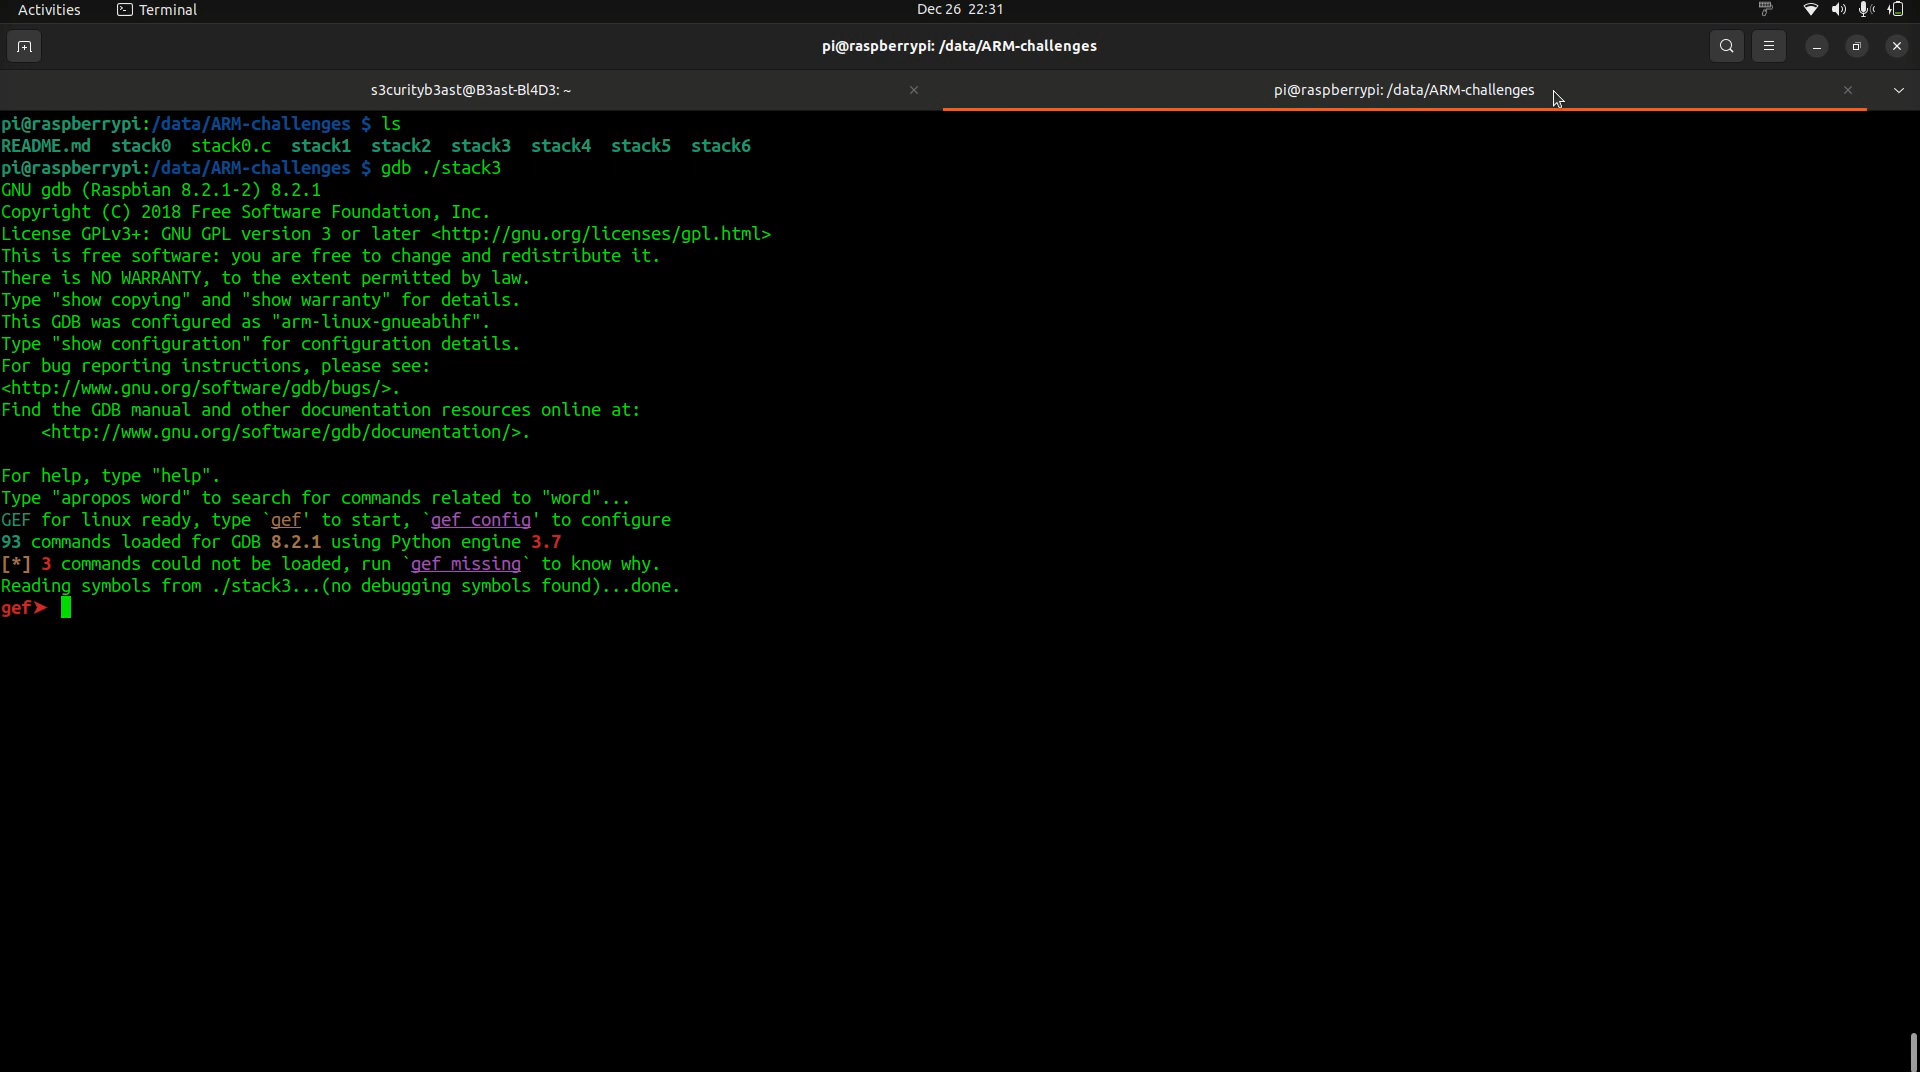 Activities Terminal Dec 26 22:31
pi@raspberrypi: /data/ARM-challenges
s3curityb3ast@B3ast-Bl4D3: ~ pi@raspberrypi: /data/ARM-challenges
pi@raspberrypi:/data/ARM-challenges $ ls
README.md stack0 stack0.c stack1 stack2 stack3 stack4 stack5 stack6
pi@raspberrypi:/data/ARM-challenges $ gdb ./stack3
GNU gdb (Raspbian 8.2.1-2) 8.2.1
Copyright (C) 2018 Free Software Foundation, Inc.
License GPLv3+: GNU GPL version 3 or later <http://gnu.org/licenses/gpl.html>
This is free software: you are free to change and redistribute it.
There is NO WARRANTY, to the extent permitted by law.
Type "show copying" and "show warranty" for details.
This GDB was configured as "arm-linux-gnueabihf".
Type "show configuration" for configuration details.
For bug reporting instructions, please see:
<http://www.gnu.org/software/gdb/bugs/>.
Find the GDB manual and other documentation resources online at:
    <http://www.gnu.org/software/gdb/documentation/>.
For help, type "help".
Type "apropos word" to search for commands related to "word"...
GEF for linux ready, type `gef' to start, `gef config' to configure
93 commands loaded for GDB 8.2.1 using Python engine 3.7
[*] 3 commands could not be loaded, run `gef missing` to know why.
Reading symbols from ./stack3...(no debugging symbols found)...done.
gef➤